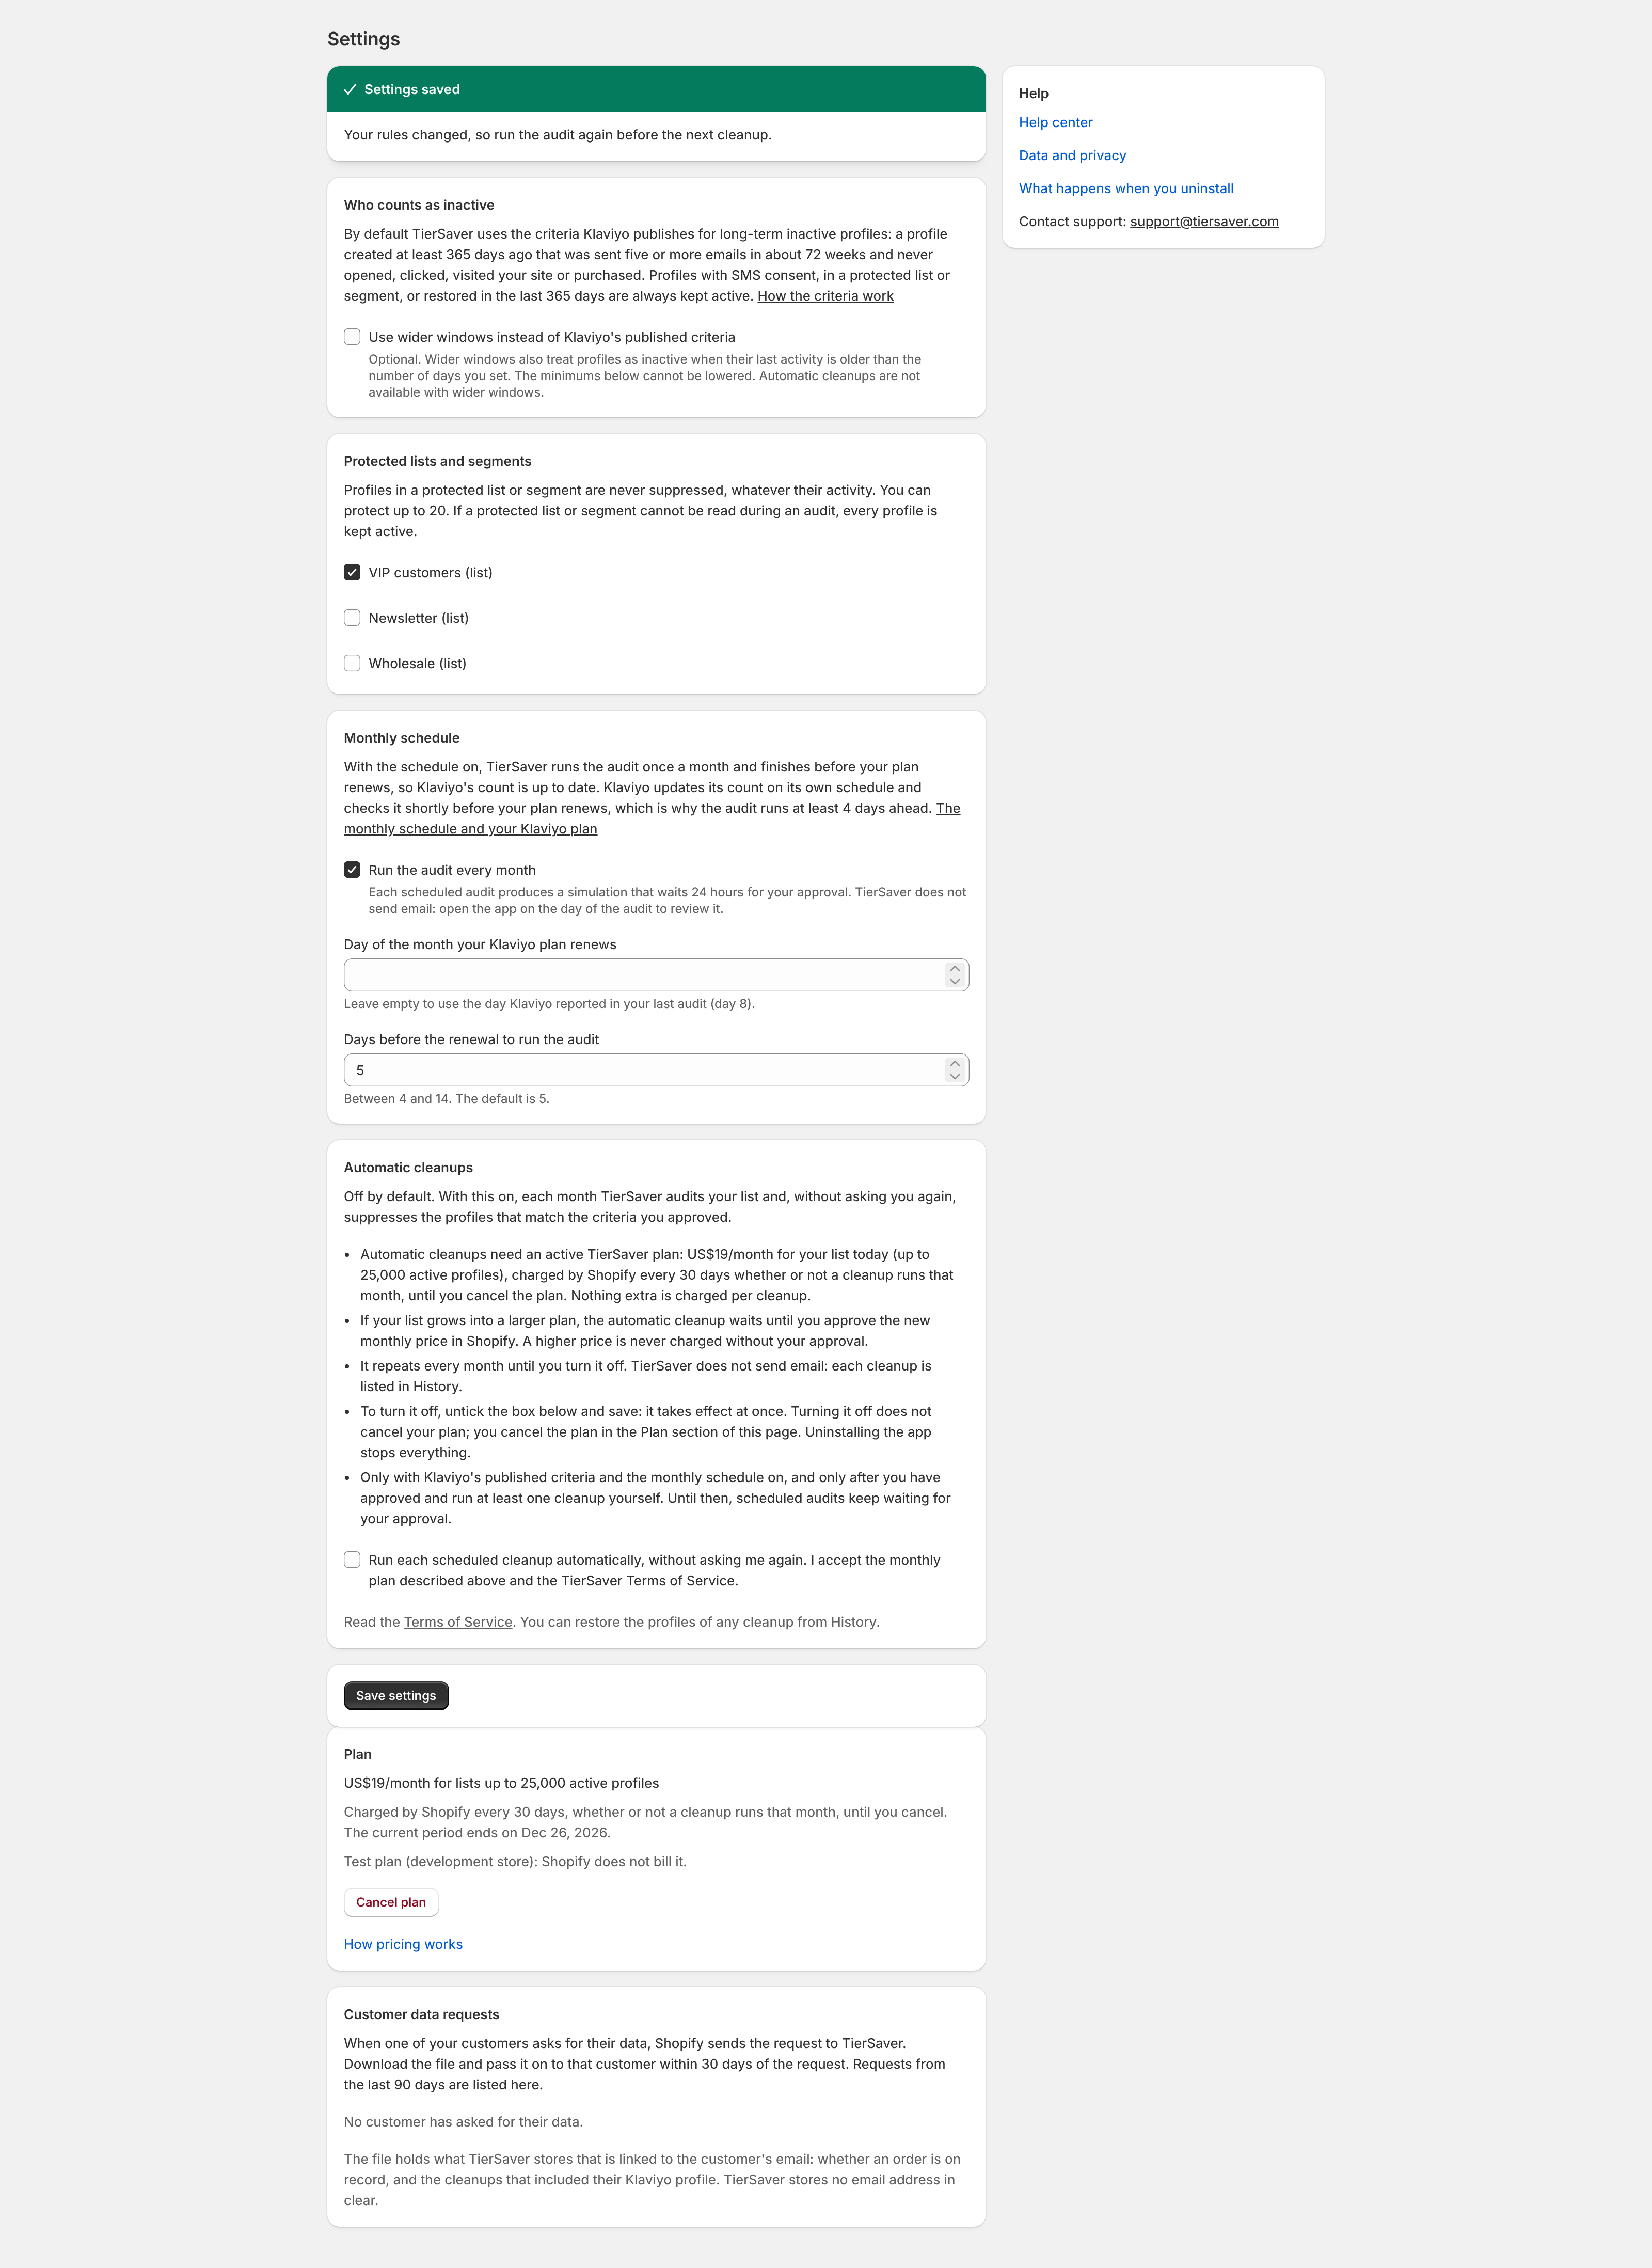 Settings
Settings saved
Your rules changed, so run the audit again before the next cleanup.
Who counts as inactive
By default TierSaver uses the criteria Klaviyo publishes for long-term inactive profiles: a profile
created at least 365 days ago that was sent five or more emails in about 72 weeks and never
opened, clicked, visited your site or purchased. Profiles with SMS consent, in a protected list or
segment, or restored in the last 365 days are always kept active. How the criteria work
Use wider windows instead of Klaviyo's published criteria
Optional. Wider windows also treat profiles as inactive when their last activity is older than the
number of days you set. The minimums below cannot be lowered. Automatic cleanups are not
available with wider windows.
Protected lists and segments
Profiles in a protected list or segment are never suppressed, whatever their activity. You can
protect up to 20. If a protected list or segment cannot be read during an audit, every profile is
kept active.
VIP customers (list)
Newsletter (list)
Wholesale (list)
Monthly schedule
With the schedule on, TierSaver runs the audit once a month and finishes before your plan
renews, so Klaviyo's count is up to date. Klaviyo updates its count on its own schedule and
checks it shortly before your plan renews, which is why the audit runs at least 4 days ahead. The
monthly schedule and your Klaviyo plan
Run the audit every month
Each scheduled audit produces a simulation that waits 24 hours for your approval. TierSaver does not
send email: open the app on the day of the audit to review it.
Day of the month your Klaviyo plan renews
Leave empty to use the day Klaviyo reported in your last audit (day 8).
Days before the renewal to run the audit
5
Between 4 and 14. The default is 5.
Automatic cleanups
Off by default. With this on, each month TierSaver audits your list and, without asking you again,
suppresses the profiles that match the criteria you approved.
• Automatic cleanups need an active TierSaver plan: US$19/month for your list today (up to
25,000 active profiles), charged by Shopify every 30 days whether or not a cleanup runs that
month, until you cancel the plan. Nothing extra is charged per cleanup.
• If your list grows into a larger plan, the automatic cleanup waits until you approve the new
monthly price in Shopify. A higher price is never charged without your approval.
• It repeats every month until you turn it off. TierSaver does not send email: each cleanup is
listed in History.
• To turn it off, untick the box below and save: it takes effect at once. Turning it off does not
cancel your plan; you cancel the plan in the Plan section of this page. Uninstalling the app
stops everything.
• Only with Klaviyo's published criteria and the monthly schedule on, and only after you have
approved and run at least one cleanup yourself. Until then, scheduled audits keep waiting for
your approval.
Run each scheduled cleanup automatically, without asking me again. I accept the monthly
plan described above and the TierSaver Terms of Service.
Read the Terms of Service. You can restore the profiles of any cleanup from History.
Save settings
Plan
US$19/month for lists up to 25,000 active profiles
Charged by Shopify every 30 days, whether or not a cleanup runs that month, until you cancel.
The current period ends on Dec 26, 2026.
Test plan (development store): Shopify does not bill it.
Cancel plan
How pricing works
Customer data requests
When one of your customers asks for their data, Shopify sends the request to TierSaver.
Download the file and pass it on to that customer within 30 days of the request. Requests from
the last 90 days are listed here.
No customer has asked for their data.
The file holds what TierSaver stores that is linked to the customer's email: whether an order is on
record, and the cleanups that included their Klaviyo profile. TierSaver stores no email address in
clear.
Help
Help center
Data and privacy
What happens when you uninstall
Contact support: support@tiersaver.com